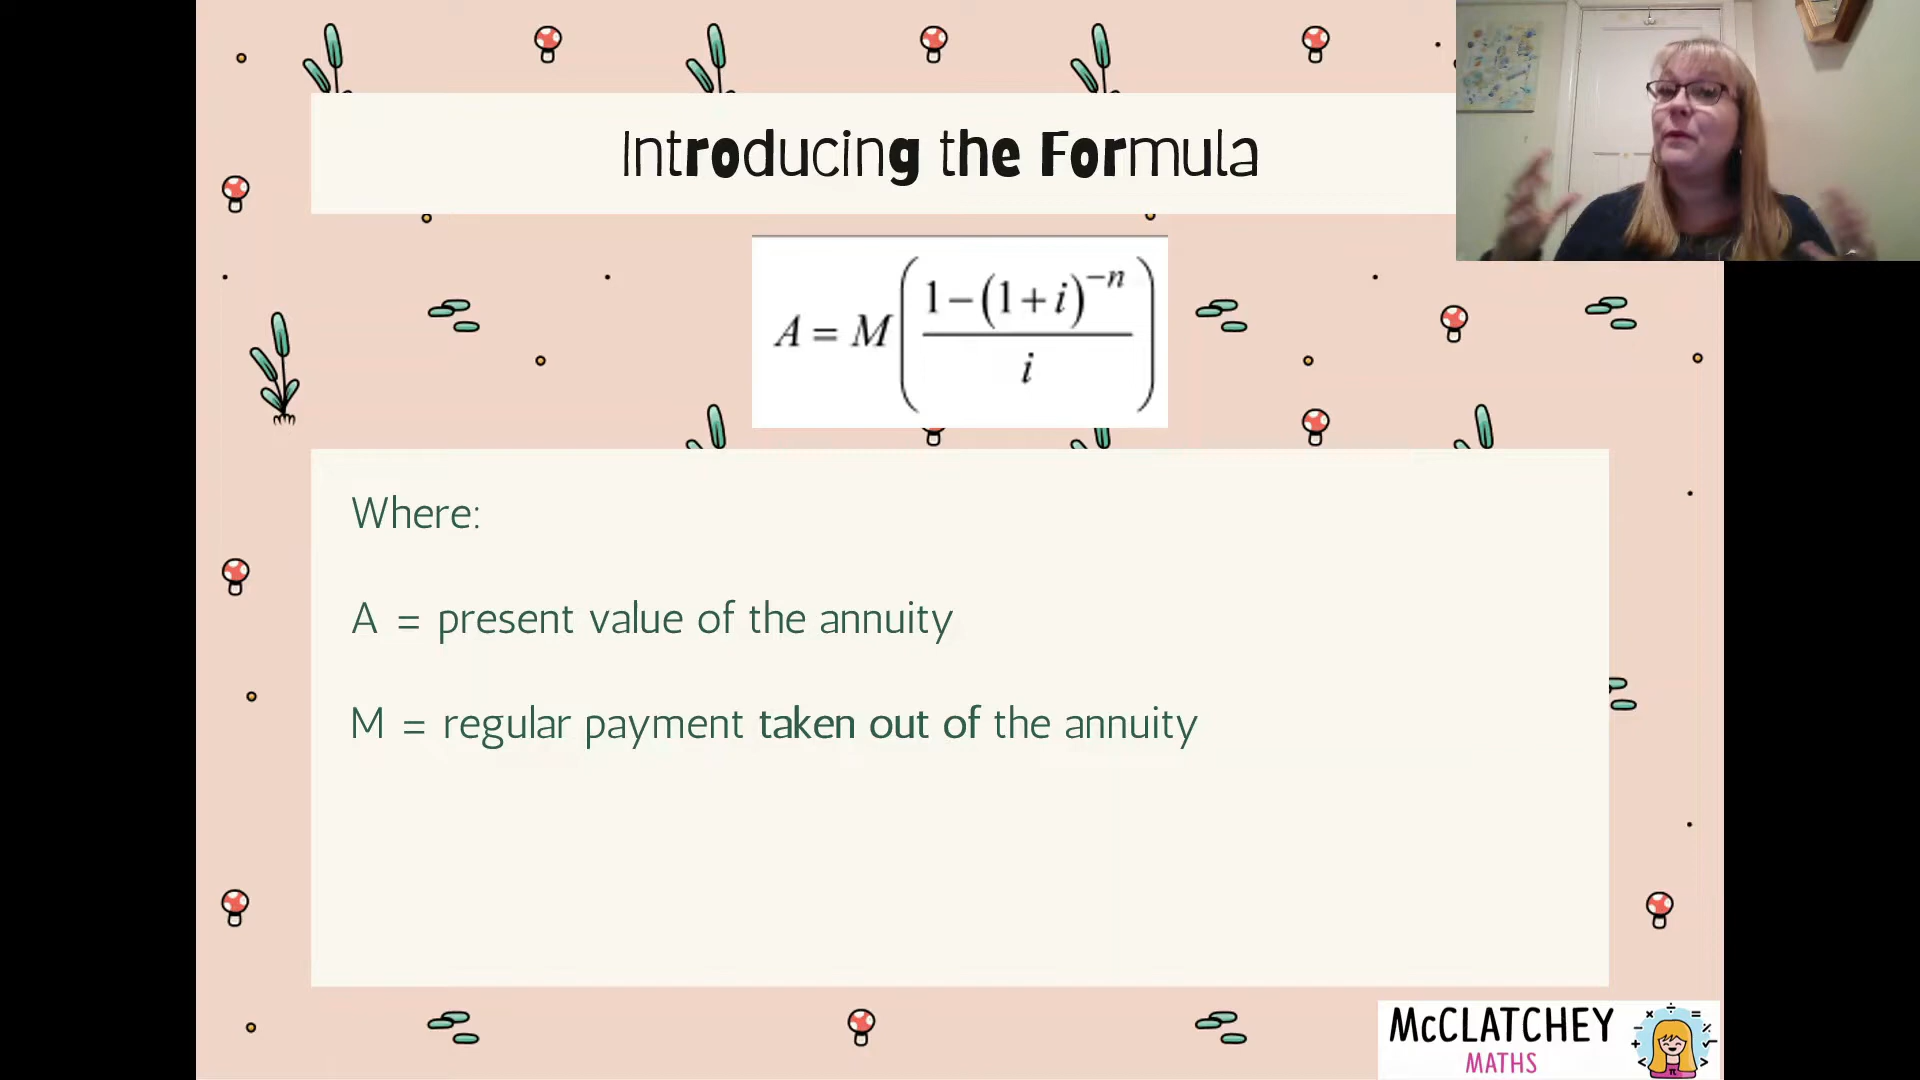 Introducing the Formula
A = M ( (1 − (1 + i)^−n) / i )
Where:
A = present value of the annuity
M = regular payment taken out of the annuity
McCLATCHEY
MATHS